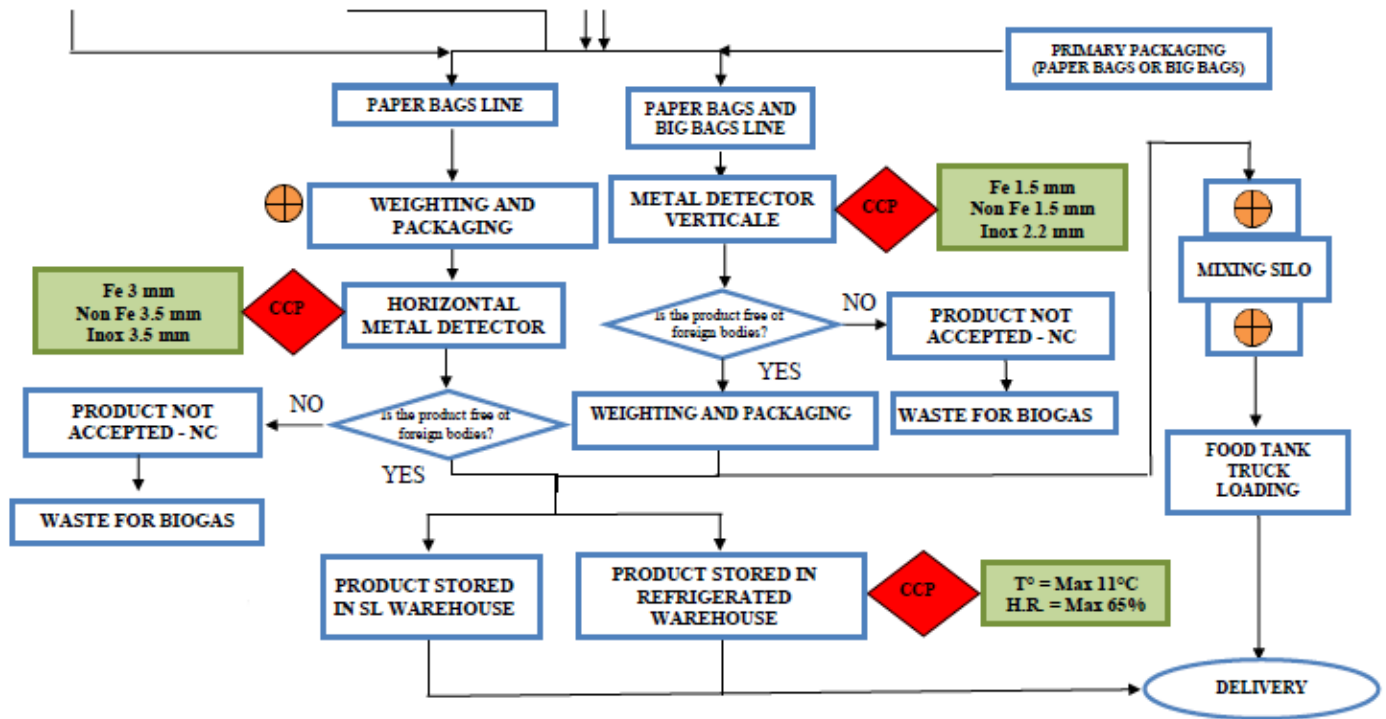 PRIMARY PACKAGING
(PAPER BAGS OR BIG BAGS)
PAPER BAGS LINE
PAPER BAGS AND
BIG BAGS LINE
WEIGHTING AND
PACKAGING
METAL DETECTOR
VERTICALE
CCP
Fe 1.5 mm
Non Fe 1.5 mm
Inox 2.2 mm
MIXING SILO
Fe 3 mm
Non Fe 3.5 mm
Inox 3.5 mm
CCP
HORIZONTAL
METAL DETECTOR
Is the product free of
foreign bodies?
NO
PRODUCT NOT
ACCEPTED - NC
YES
PRODUCT NOT
ACCEPTED - NC
NO
Is the product free of
foreign bodies?
YES
WEIGHTING AND PACKAGING
WASTE FOR BIOGAS
FOOD TANK
TRUCK
LOADING
WASTE FOR BIOGAS
PRODUCT STORED
IN SL WAREHOUSE
PRODUCT STORED IN
REFRIGERATED
WAREHOUSE
CCP
T° = Max 11°C
H.R. = Max 65%
DELIVERY